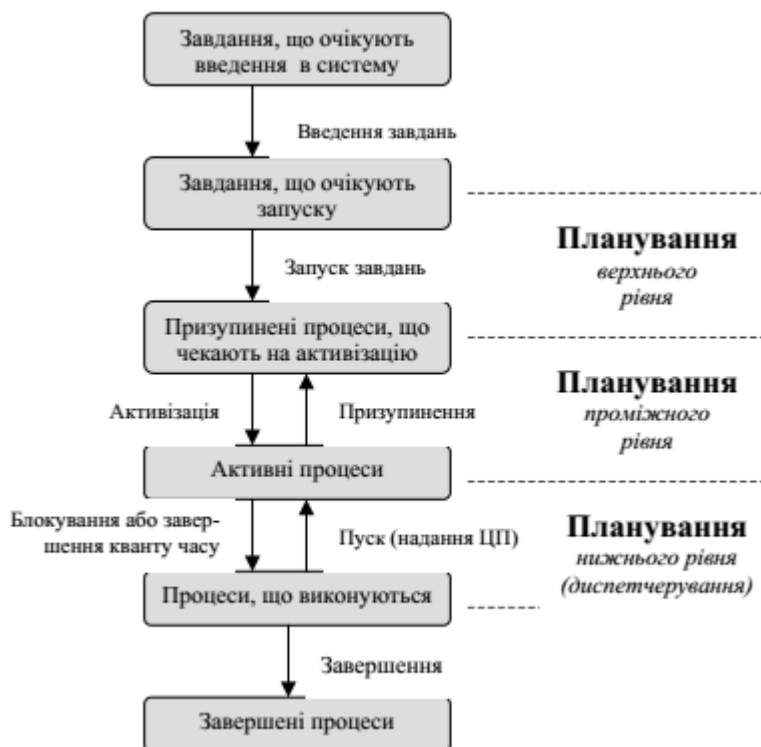 Завдання, що очікують
введення в систему
Введення завдань
Завдання, що очікують
запуску
Планування
верхнього
рівня
Запуск завдань
Призупинені процеси, що
чекають на активізацію
Планування
проміжного
рівня
Активізація
Призупинення
Активні процеси
Блокування або завер-
шення кванту часу
Пуск (надання ЦП)
Планування
нижнього рівня
(диспетчерування)
Процеси, що виконуються
Завершення
Завершені процеси